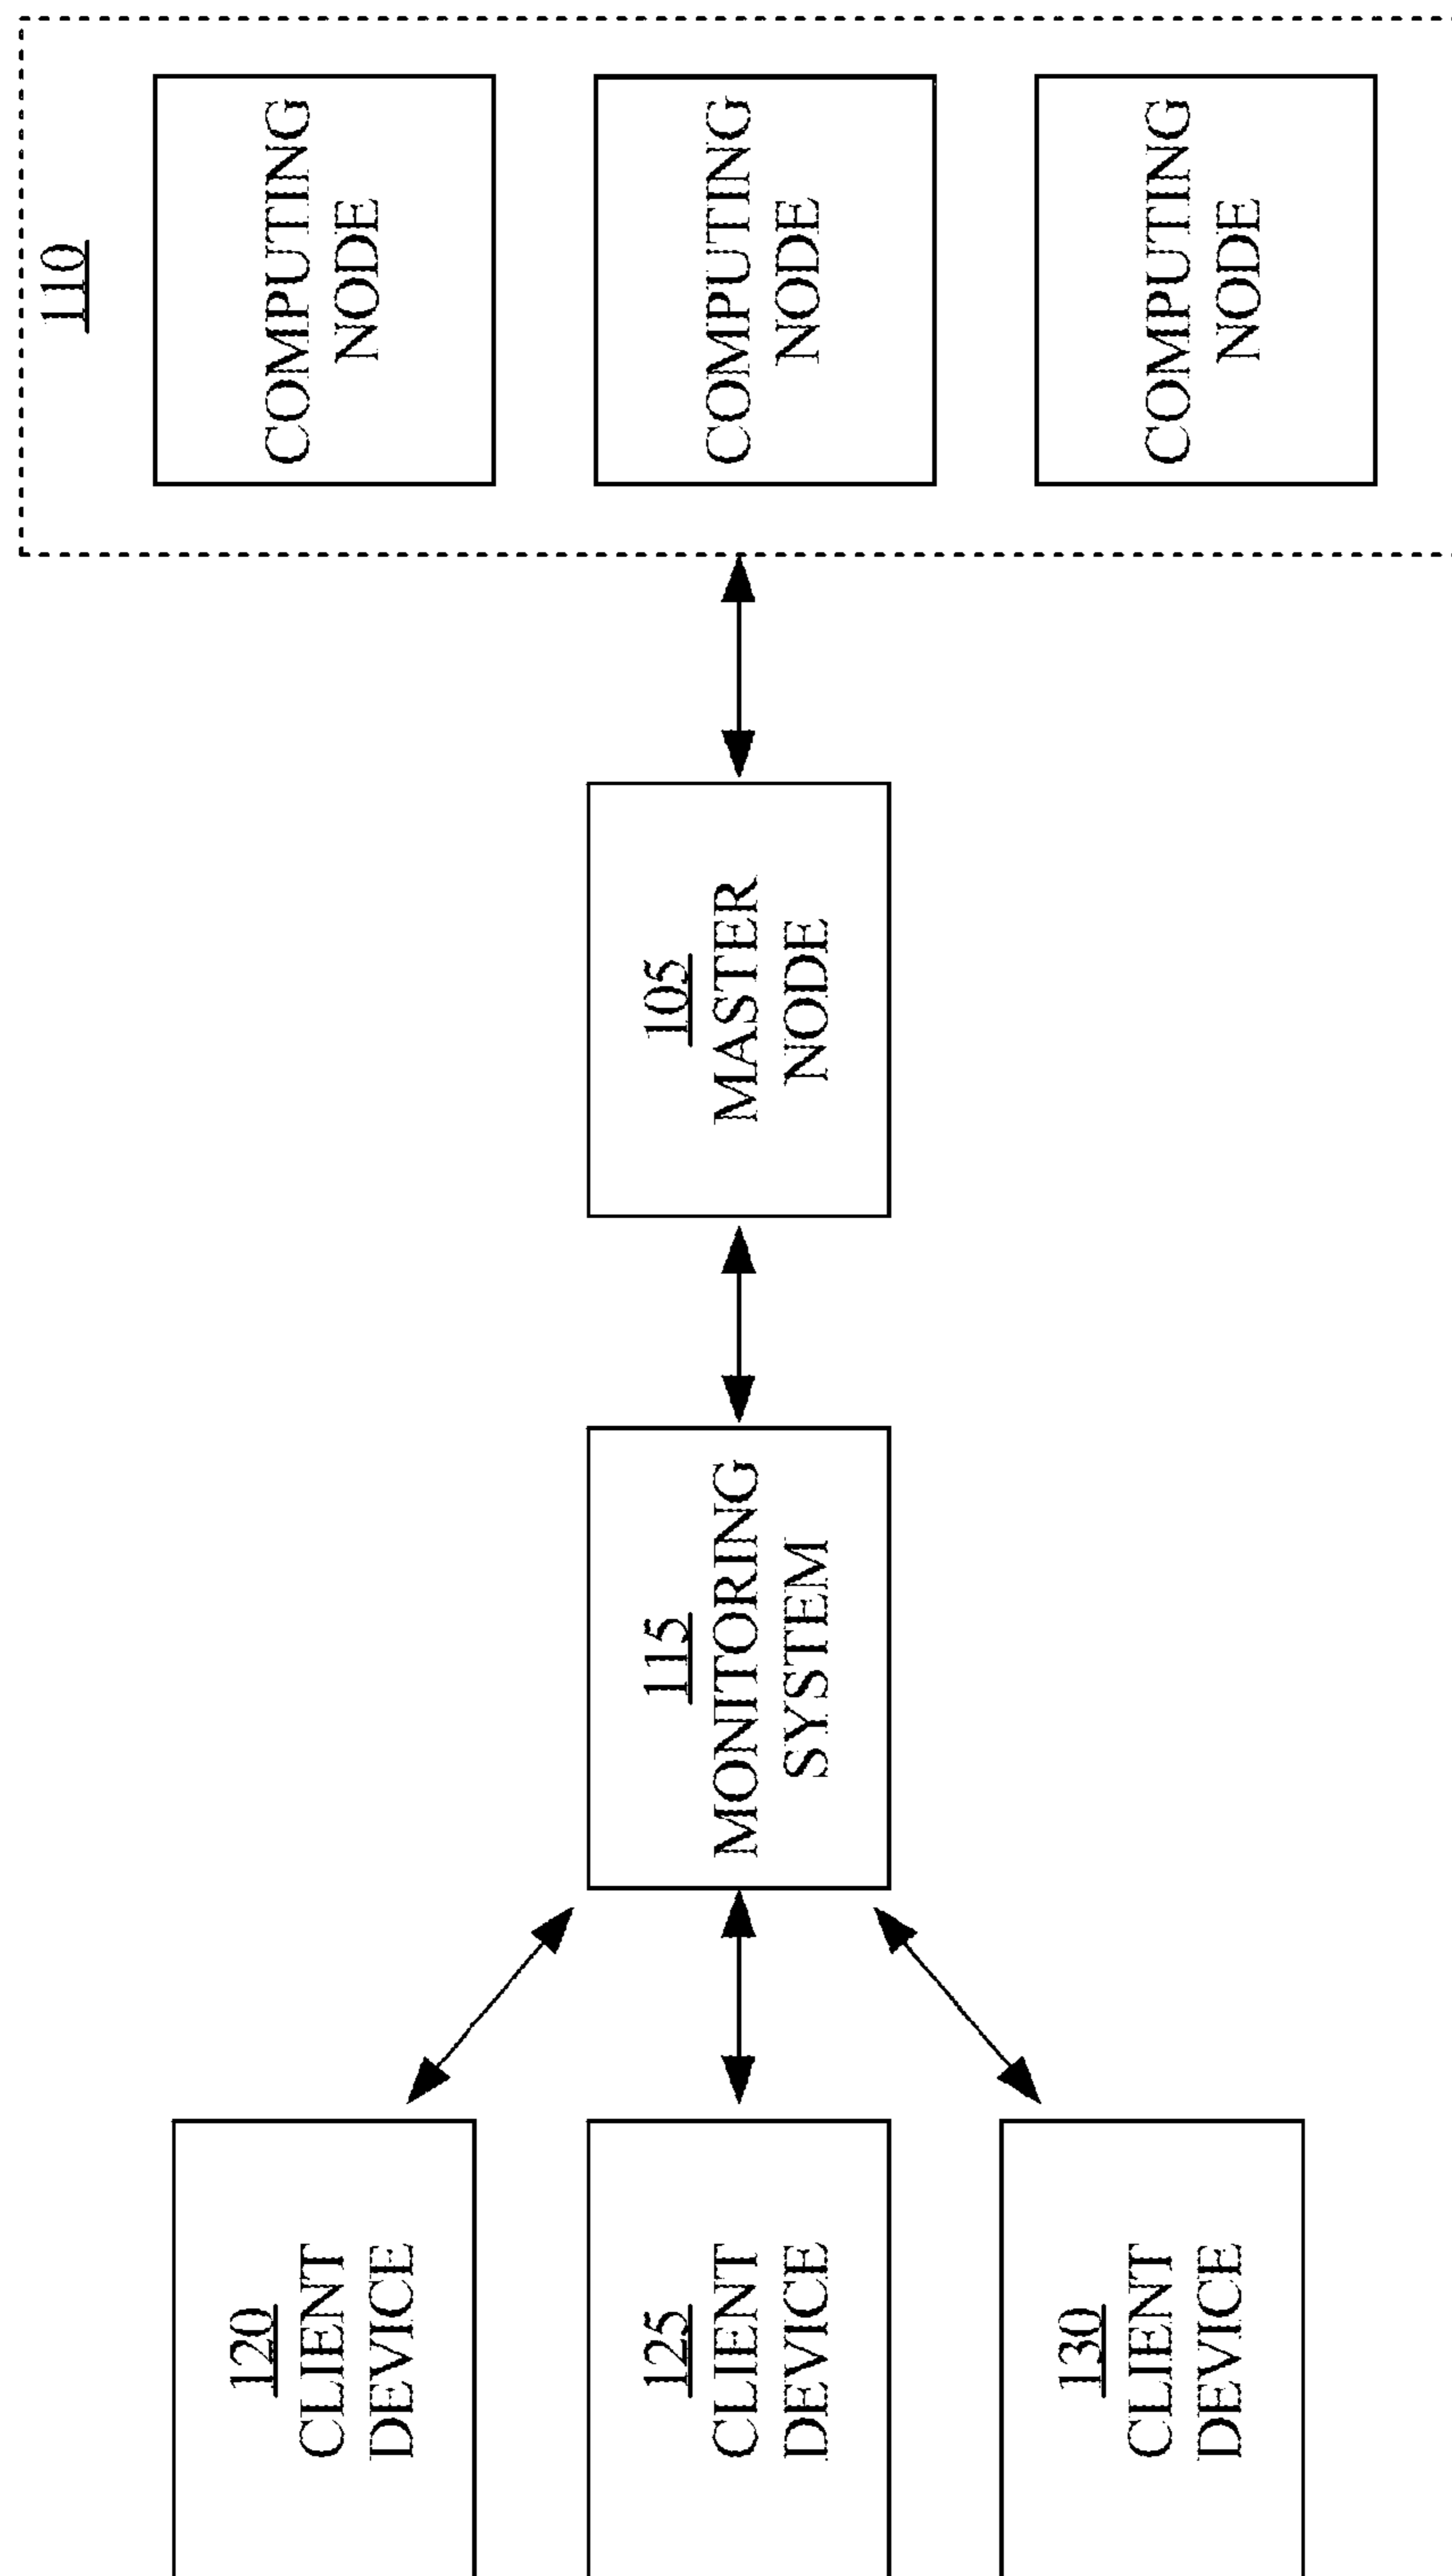 120
CLIENT
DEVICE
125
CLIENT
DEVICE
130
CLIENT
DEVICE
115
MONITORING
SYSTEM
105
MASTER
NODE
110
COMPUTING
NODE
COMPUTING
NODE
COMPUTING
NODE